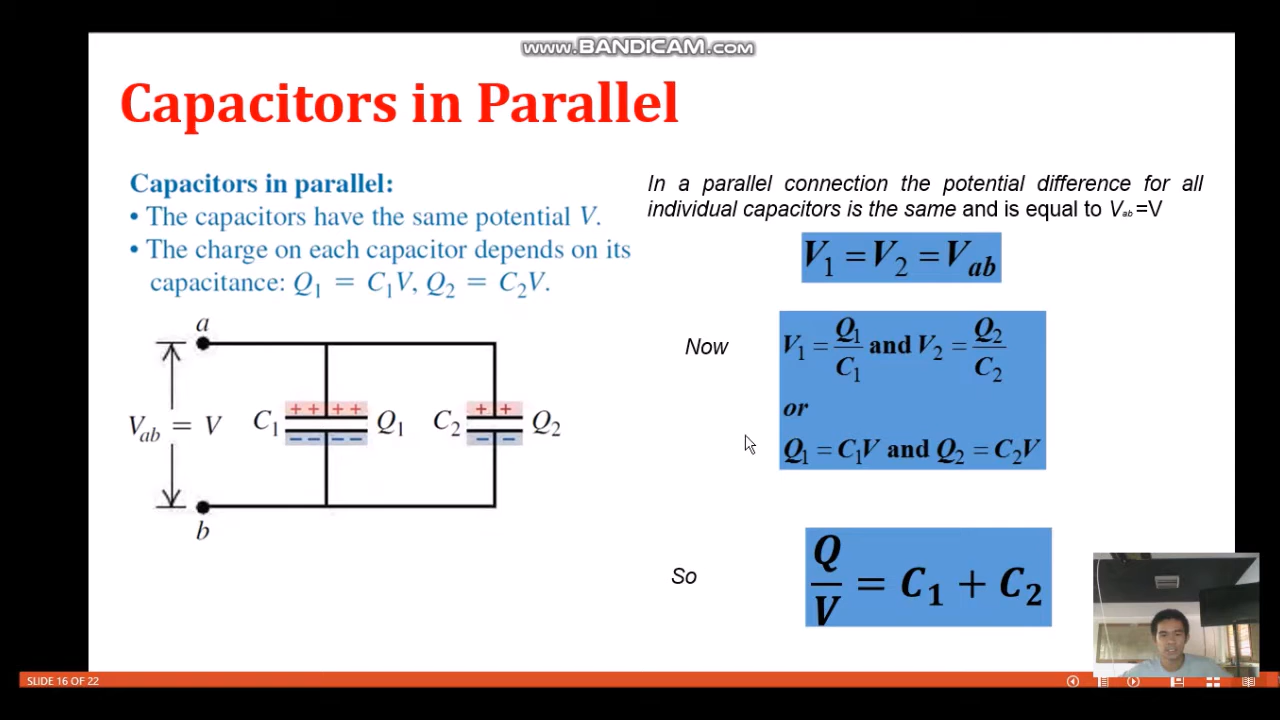 www.BANDICAM.com
Capacitors in Parallel
Capacitors in parallel:
• The capacitors have the same potential V.
• The charge on each capacitor depends on its
capacitance: Q₁ = C₁V, Q₂ = C₂V.
a
V_ab = V
C₁
++ ++
−− −−
Q₁
C₂
+ +
− −
Q₂
b
In a parallel connection the potential difference for all
individual capacitors is the same and is equal to V_ab =V
V₁ = V₂ = V_ab
Now
V₁ = Q₁/C₁ and V₂ = Q₂/C₂
or
Q₁ = C₁V and Q₂ = C₂V
So
Q/V = C₁ + C₂
SLIDE 16 OF 22